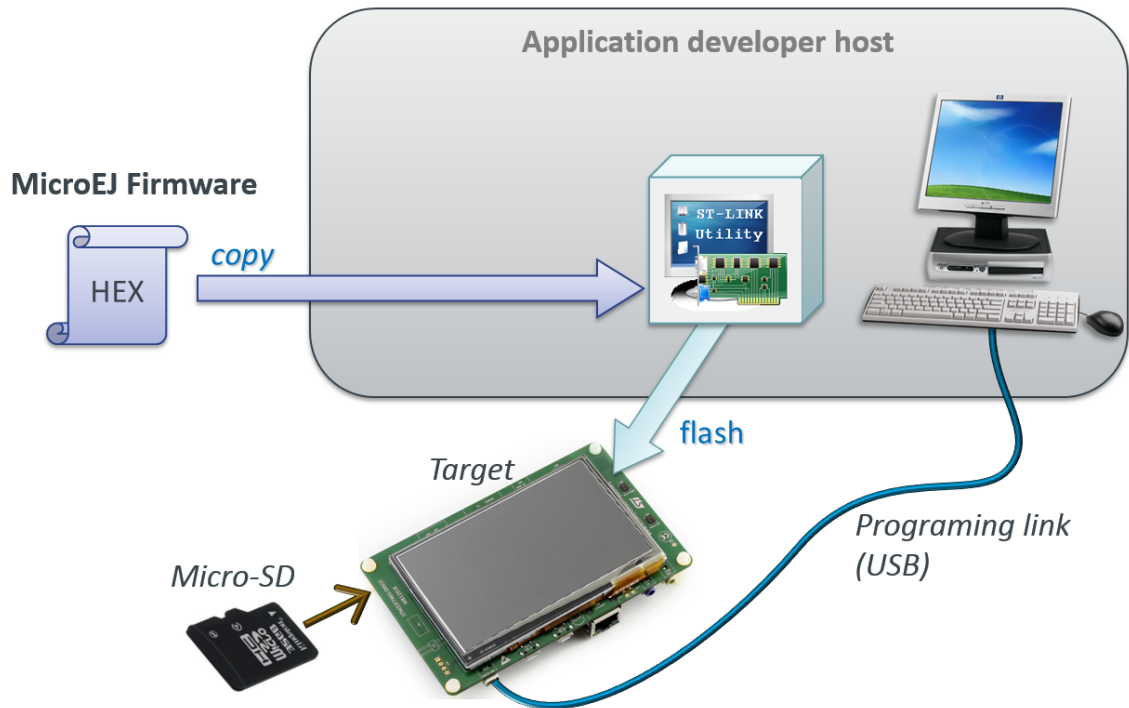 Application developer host
MicroEJ Firmware
HEX
copy
ST-LINK
Utility
flash
Target
Micro-SD
Programing link
(USB)